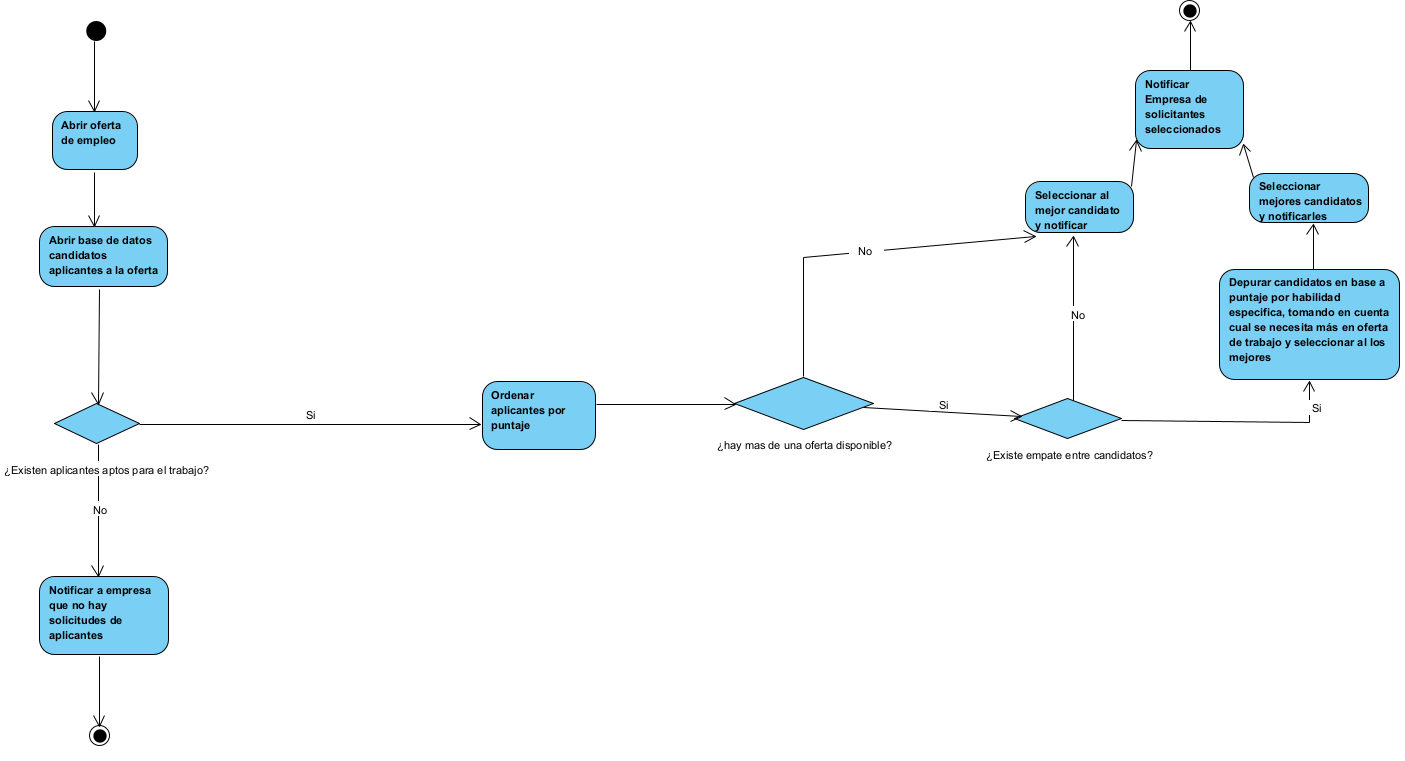 Abrir oferta
de empleo
Abrir base de datos
candidatos
aplicantes a la oferta
¿Existen aplicantes aptos para el trabajo?
Si
No
Notificar a empresa
que no hay
solicitudes de
aplicantes
Ordenar
aplicantes por
puntaje
¿hay mas de una oferta disponible?
No
Si
¿Existe empate entre candidatos?
No
Si
Seleccionar al
mejor candidato
y notificar
Depurar candidatos en base a
puntaje por habilidad
especifica, tomando en cuenta
cual se necesita más en oferta
de trabajo y seleccionar al los
mejores
Seleccionar
mejores candidatos
y notificarles
Notificar
Empresa de
solicitantes
seleccionados